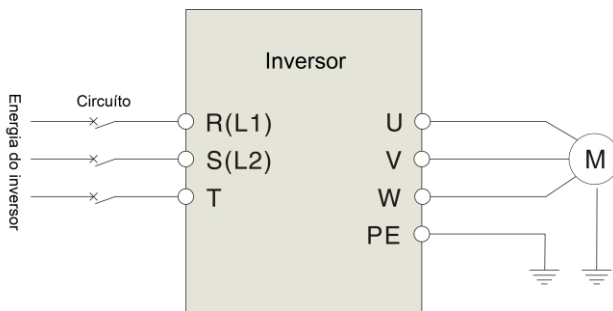 Inversor
Energia do inversor
Circuíto
R(L1)
S(L2)
T
U
V
W
PE
M